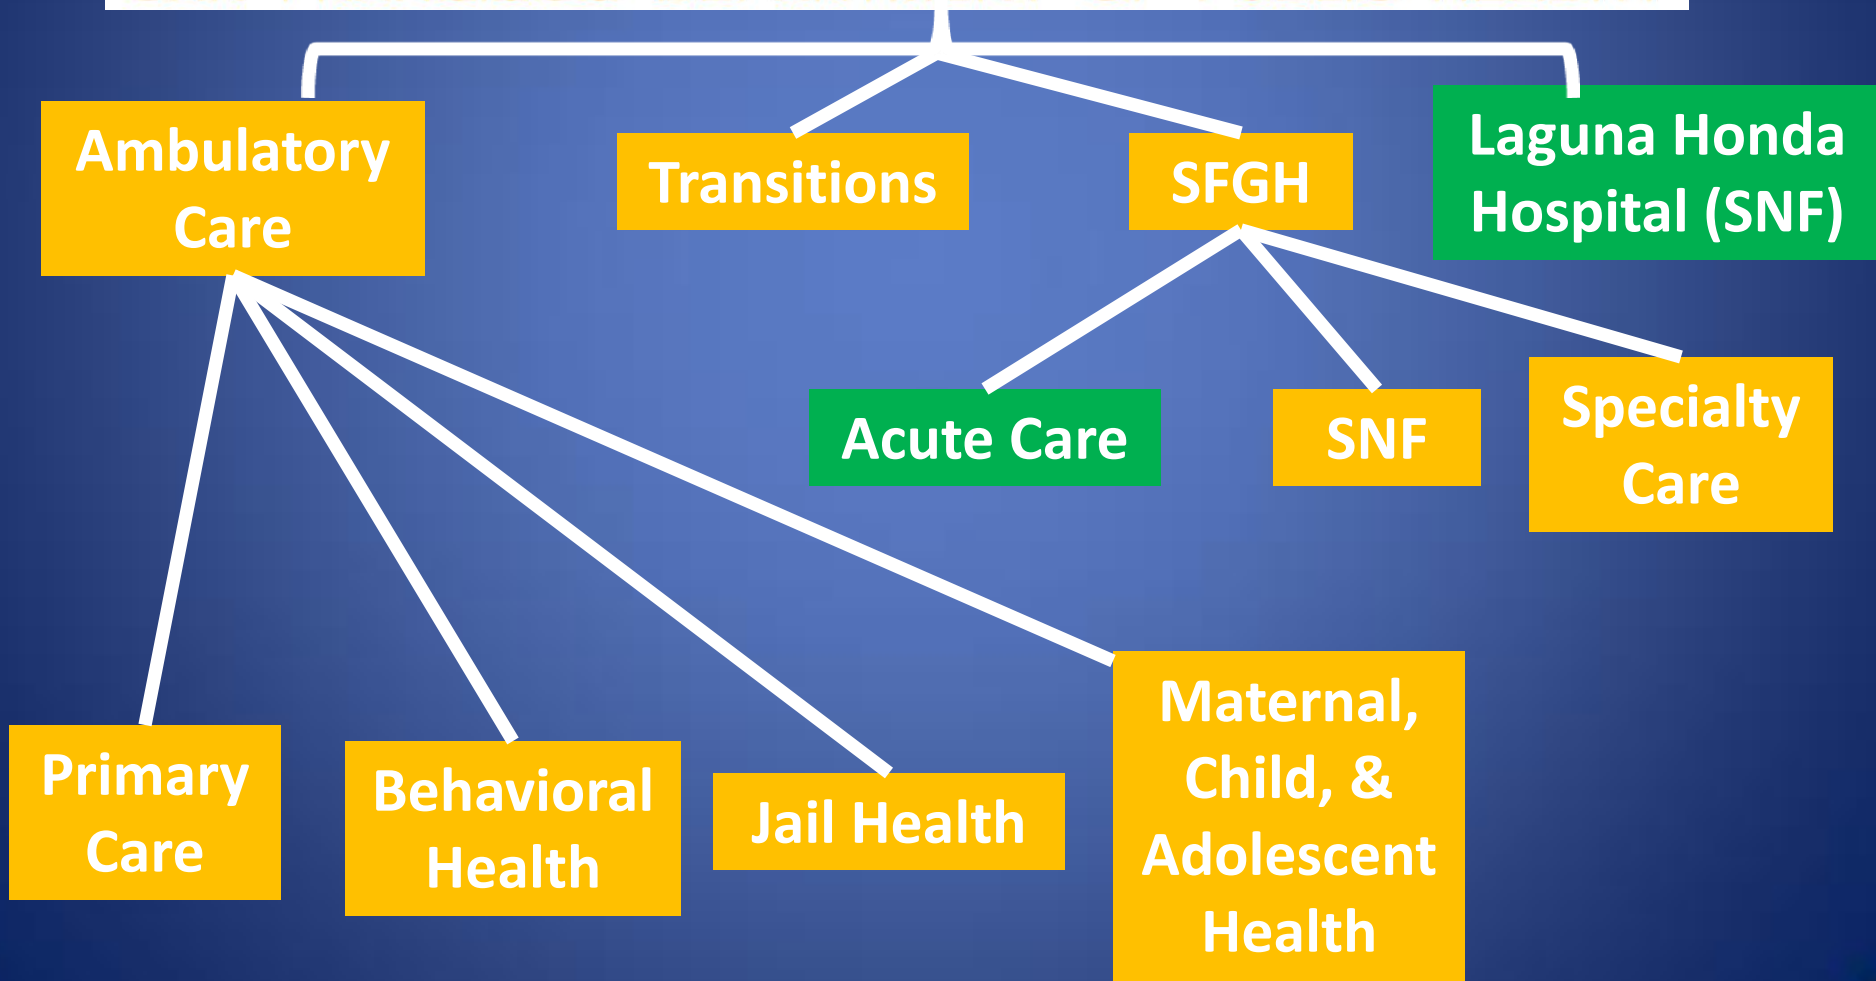 Ambulatory
Care
Transitions
SFGH
Laguna Honda
Hospital (SNF)
Acute Care
SNF
Specialty
Care
Primary
Care
Behavioral
Health
Jail Health
Maternal,
Child, &
Adolescent
Health